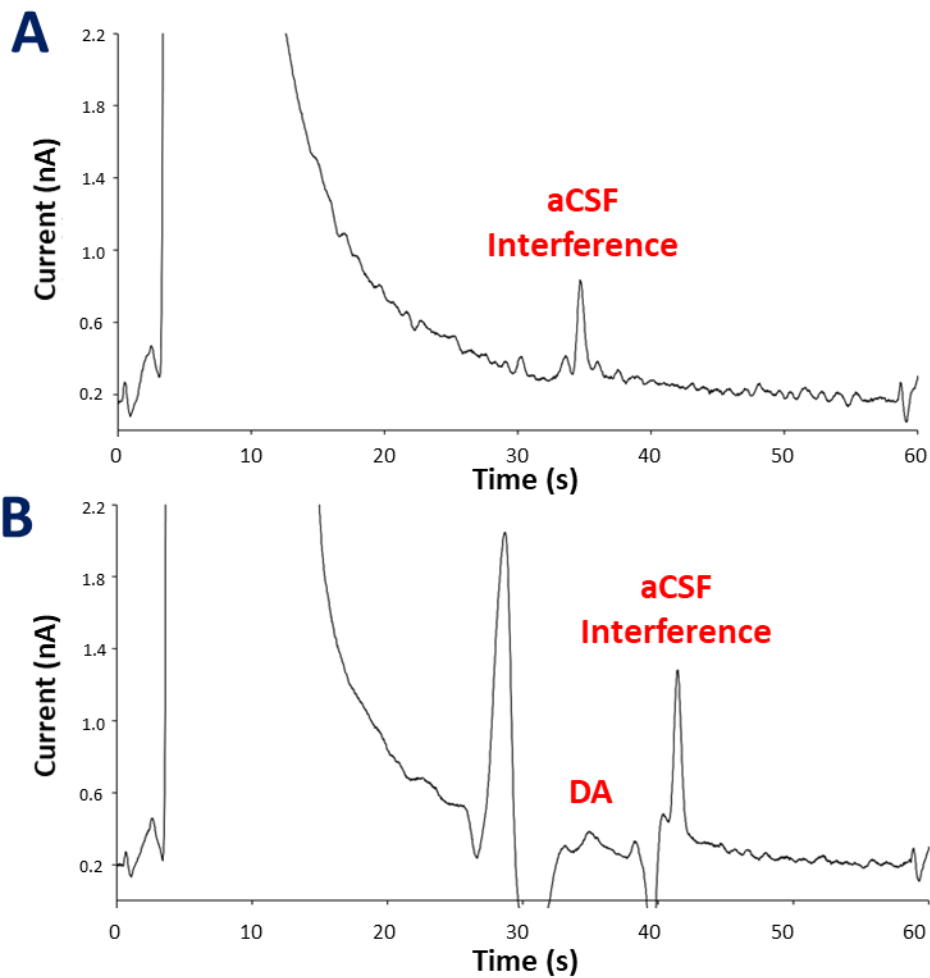 A
2.2
1.8
1.4
1.0
0.6
0.2
Current (nA)
aCSF
Interference
0 10 20 30 40 50 60
Time (s)
B
2.2
1.8
1.4
1.0
0.6
0.2
Current (nA)
aCSF
Interference
DA
0 10 20 30 40 50 60
Time (s)